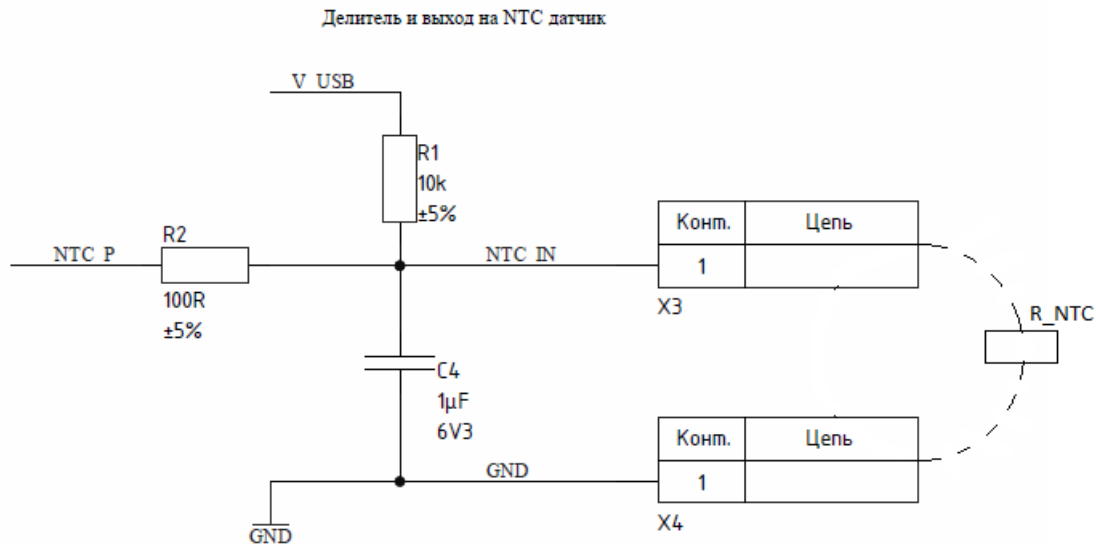 Делитель и выход на NTC датчик
V_USB
R1
10k
±5%
R2
NTC_P
100R
±5%
NTC_IN
Конт. Цепь
1
X3
R_NTC
C4
1µF
6V3
Конт. Цепь
1
X4
GND
GND